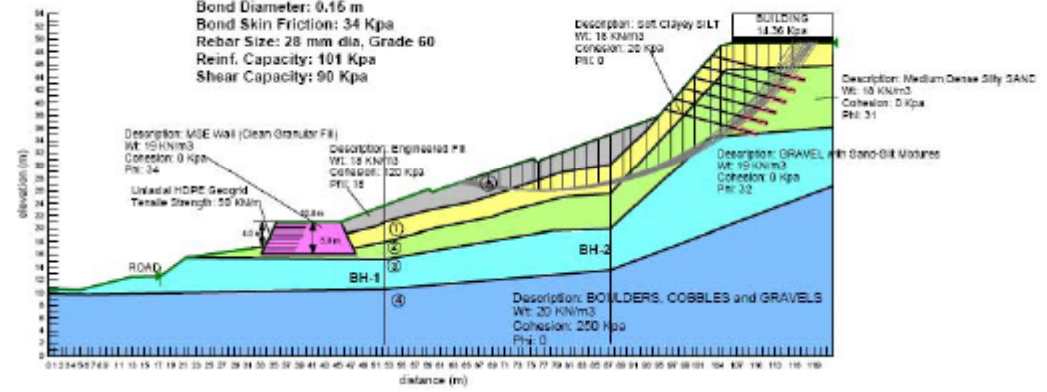 Bond Diameter: 0.15 m
Bond Skin Friction: 34 Kpa
Rebar Size: 28 mm dia, Grade 60
Reinf. Capacity: 101 Kpa
Shear Capacity: 90 Kpa
Description: Soft Clayey SILT
Wt: 18 KN/m3
Cohesion: 20 Kpa
Phi: 0
BUILDING
14.36 Kpa
Description: Medium Dense Silty SAND
Wt: 18 KN/m3
Cohesion: 0 Kpa
Phi: 31
Description: MSE Wall (Clean Granular Fill)
Wt: 19 KN/m3
Cohesion: 0 Kpa
Phi: 34
Description: Engineered Fill
Wt: 18 KN/m3
Cohesion: 120 Kpa
Phi: 18
Description: GRAVEL with Sand-Silt Mixtures
Wt: 19 KN/m3
Cohesion: 0 Kpa
Phi: 32
Uniaxial HDPE Geogrid
Tensile Strength: 50 KN/m
ROAD
BH-1
BH-2
①
②
③
④
⑤
Description: BOULDERS, COBBLES and GRAVELS
Wt: 20 KN/m3
Cohesion: 250 Kpa
Phi: 0
elevation (m)
distance (m)